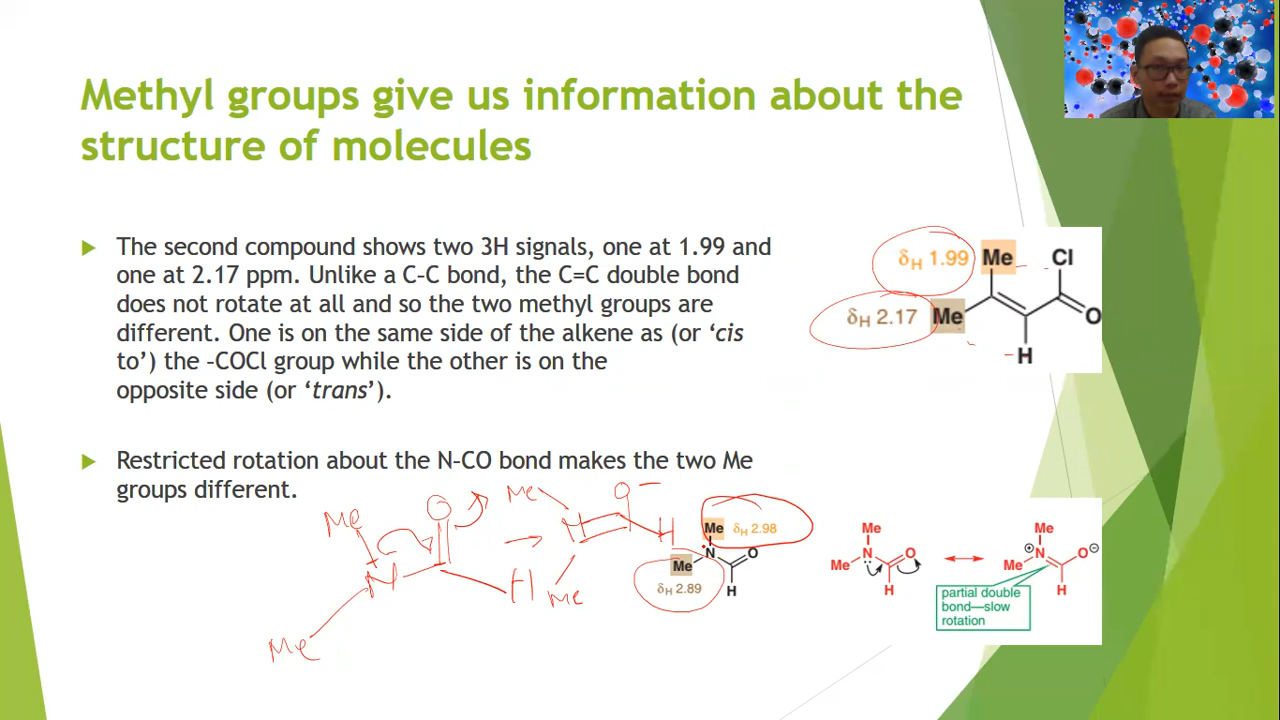 Methyl groups give us information about the
structure of molecules
The second compound shows two 3H signals, one at 1.99 and
one at 2.17 ppm. Unlike a C–C bond, the C=C double bond
does not rotate at all and so the two methyl groups are
different. One is on the same side of the alkene as (or ‘cis
to’) the –COCl group while the other is on the
opposite side (or ‘trans’).
δH 1.99 Me Cl
δH 2.17 Me O
H
Restricted rotation about the N–CO bond makes the two Me
groups different.
Me O Me O⁻
N H N H
Me Me
Me δH 2.98
N O
Me
δH 2.89 H
Me Me
N O ⊕ N O ⊖
Me Me
H H
partial double
bond—slow
rotation